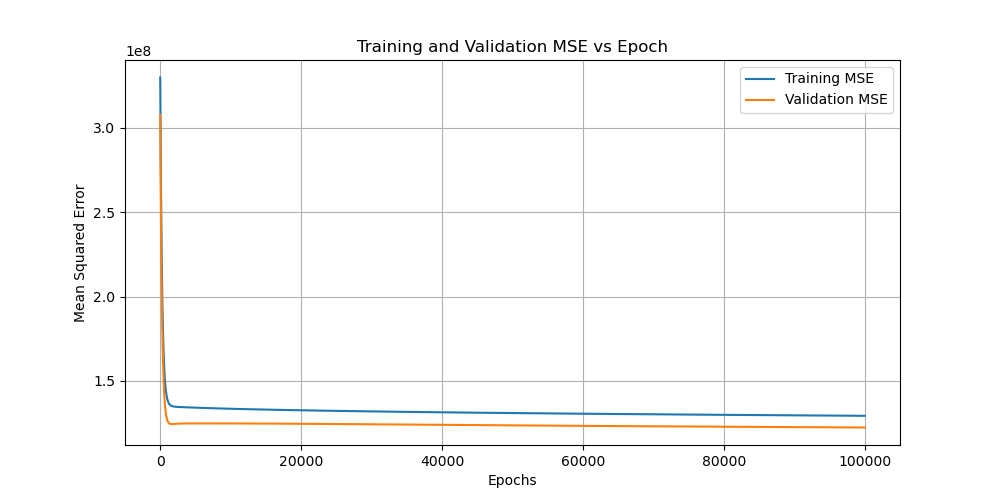 Training and Validation MSE vs Epoch
1e8
Training MSE
Validation MSE
3.0
2.5
2.0
1.5
Mean Squared Error
0 20000 40000 60000 80000 100000
Epochs